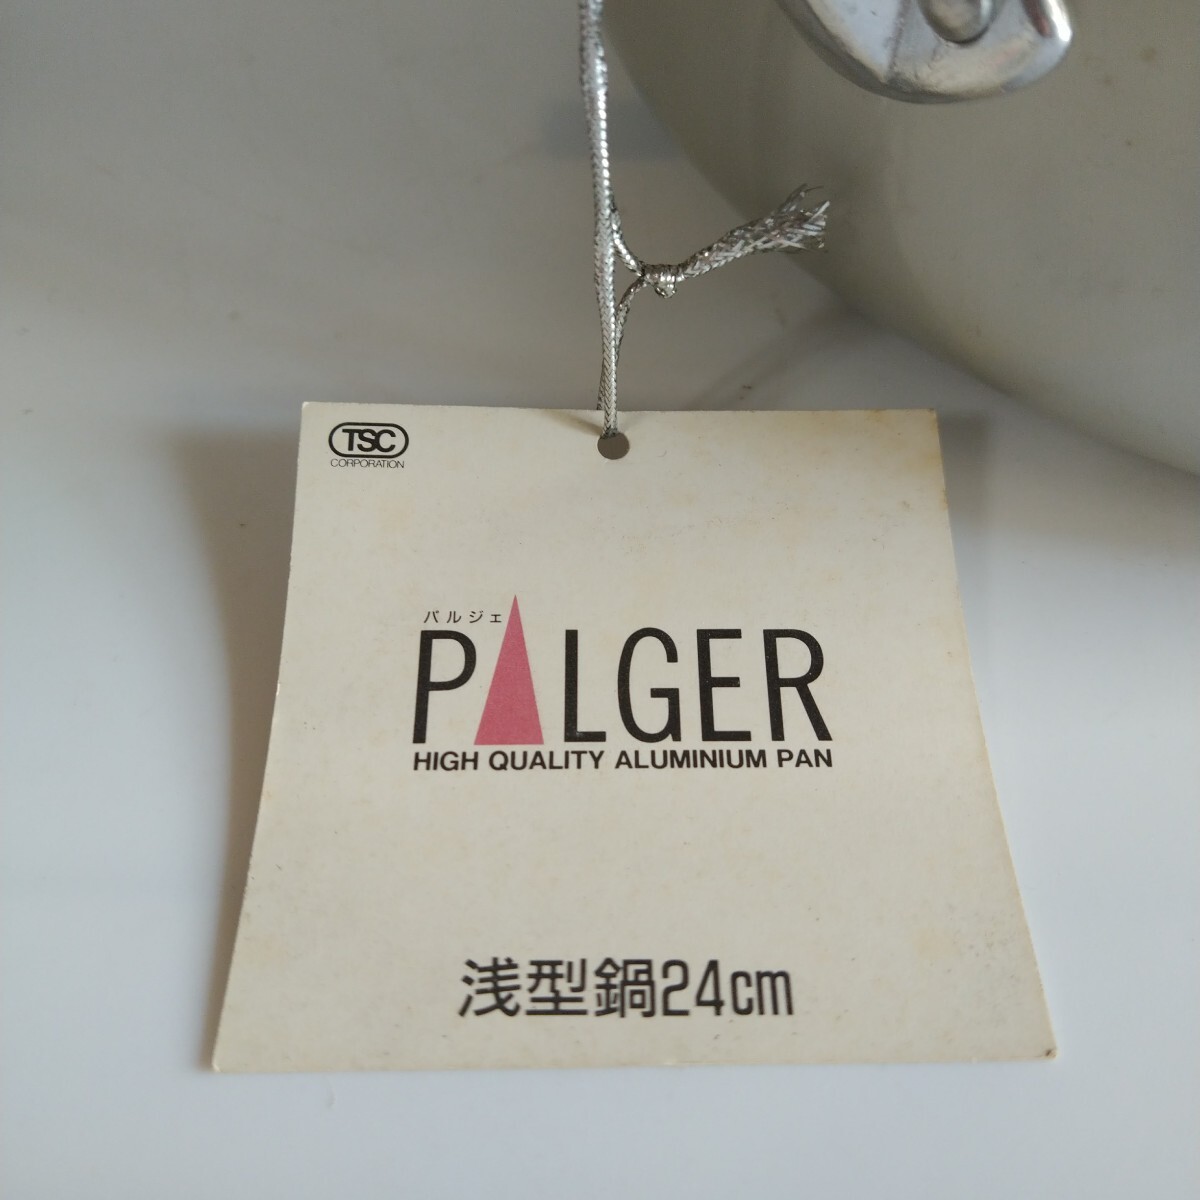 TSC
CORPORATION
パルジェ
PALGER
HIGH QUALITY ALUMINIUM PAN
浅型鍋24cm